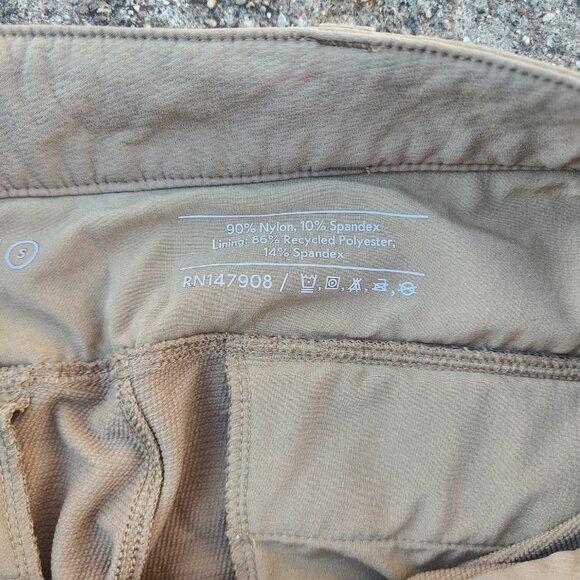 90% Nylon, 10% Spandex
Lining: 86% Recycled Polyester,
14% Spandex
S
RN147908 /